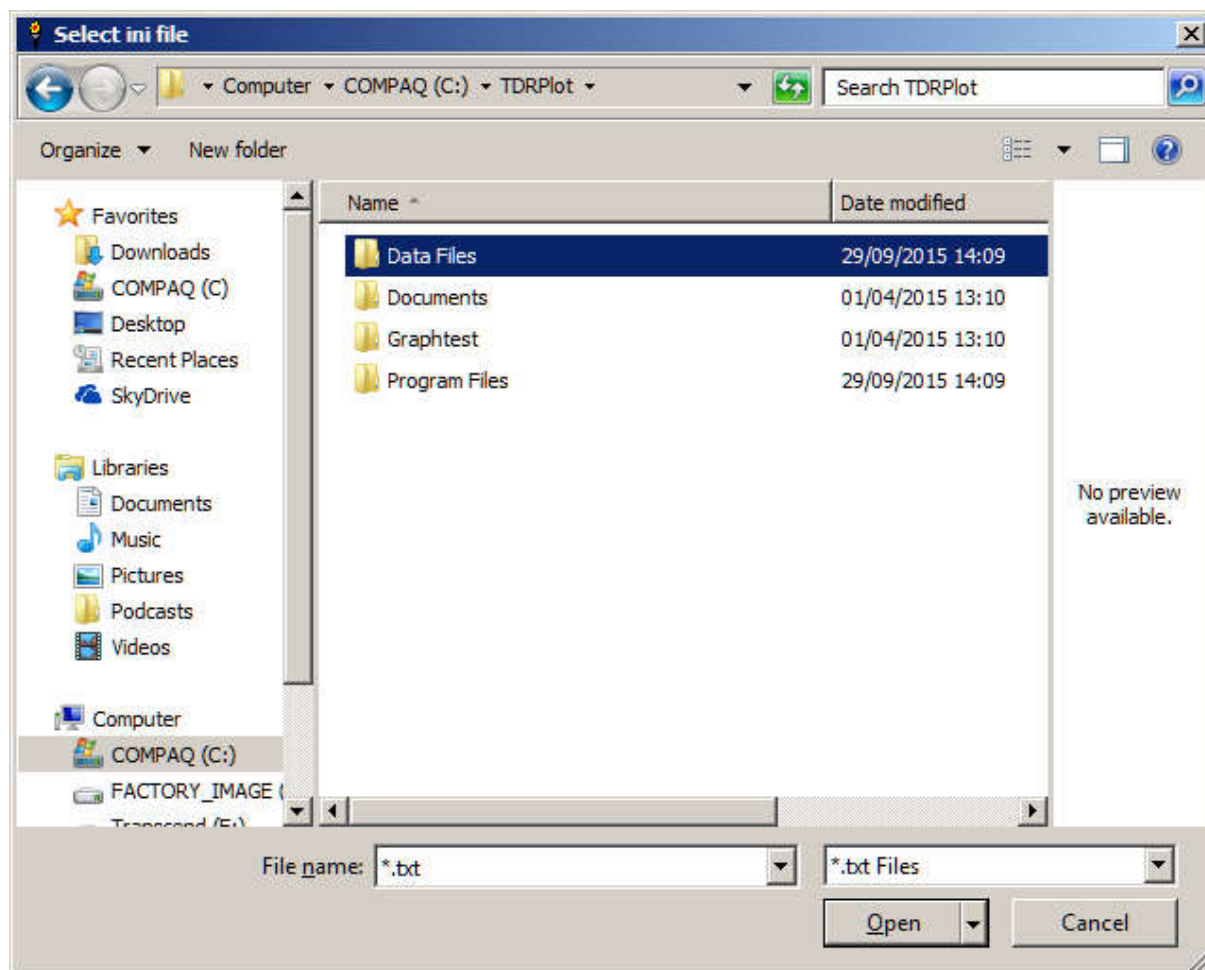 Select ini file
Computer COMPAQ (C:) TDRPlot
Search TDRPlot
Organize New folder
Favorites
Downloads
COMPAQ (C)
Desktop
Recent Places
SkyDrive
Libraries
Documents
Music
Pictures
Podcasts
Videos
Computer
COMPAQ (C:)
FACTORY_IMAGE (
Transcend (E:)
Name Date modified
Data Files 29/09/2015 14:09
Documents 01/04/2015 13:10
Graphtest 01/04/2015 13:10
Program Files 29/09/2015 14:09
No preview
available.
File name: *.txt
*.txt Files
Open Cancel